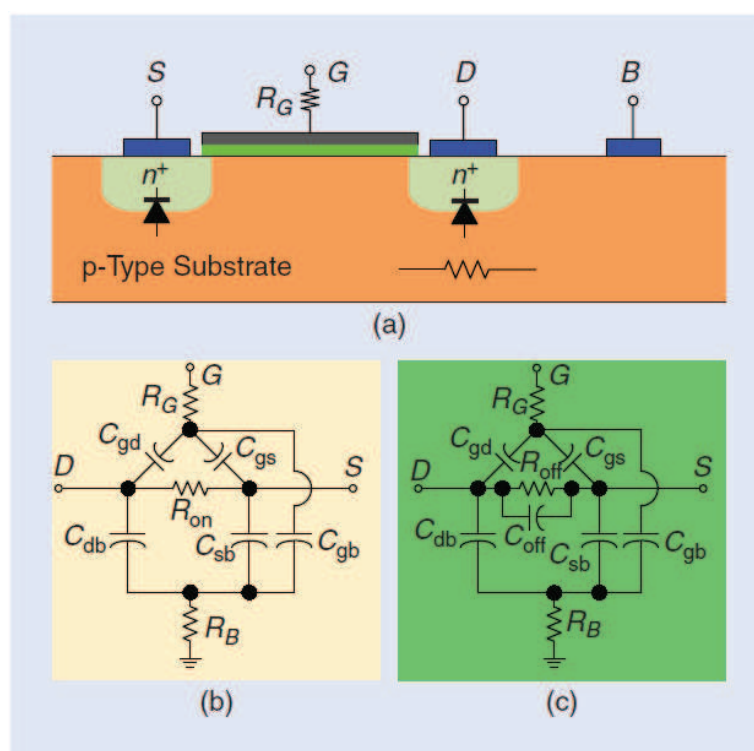 S G D B
R_G
n+ n+
p-Type Substrate
(a)
G G
R_G R_G
C_gd C_gs C_gd R_off C_gs
D S D S
R_on
C_db C_sb C_gb C_db C_off C_sb C_gb
R_B R_B
(b) (c)